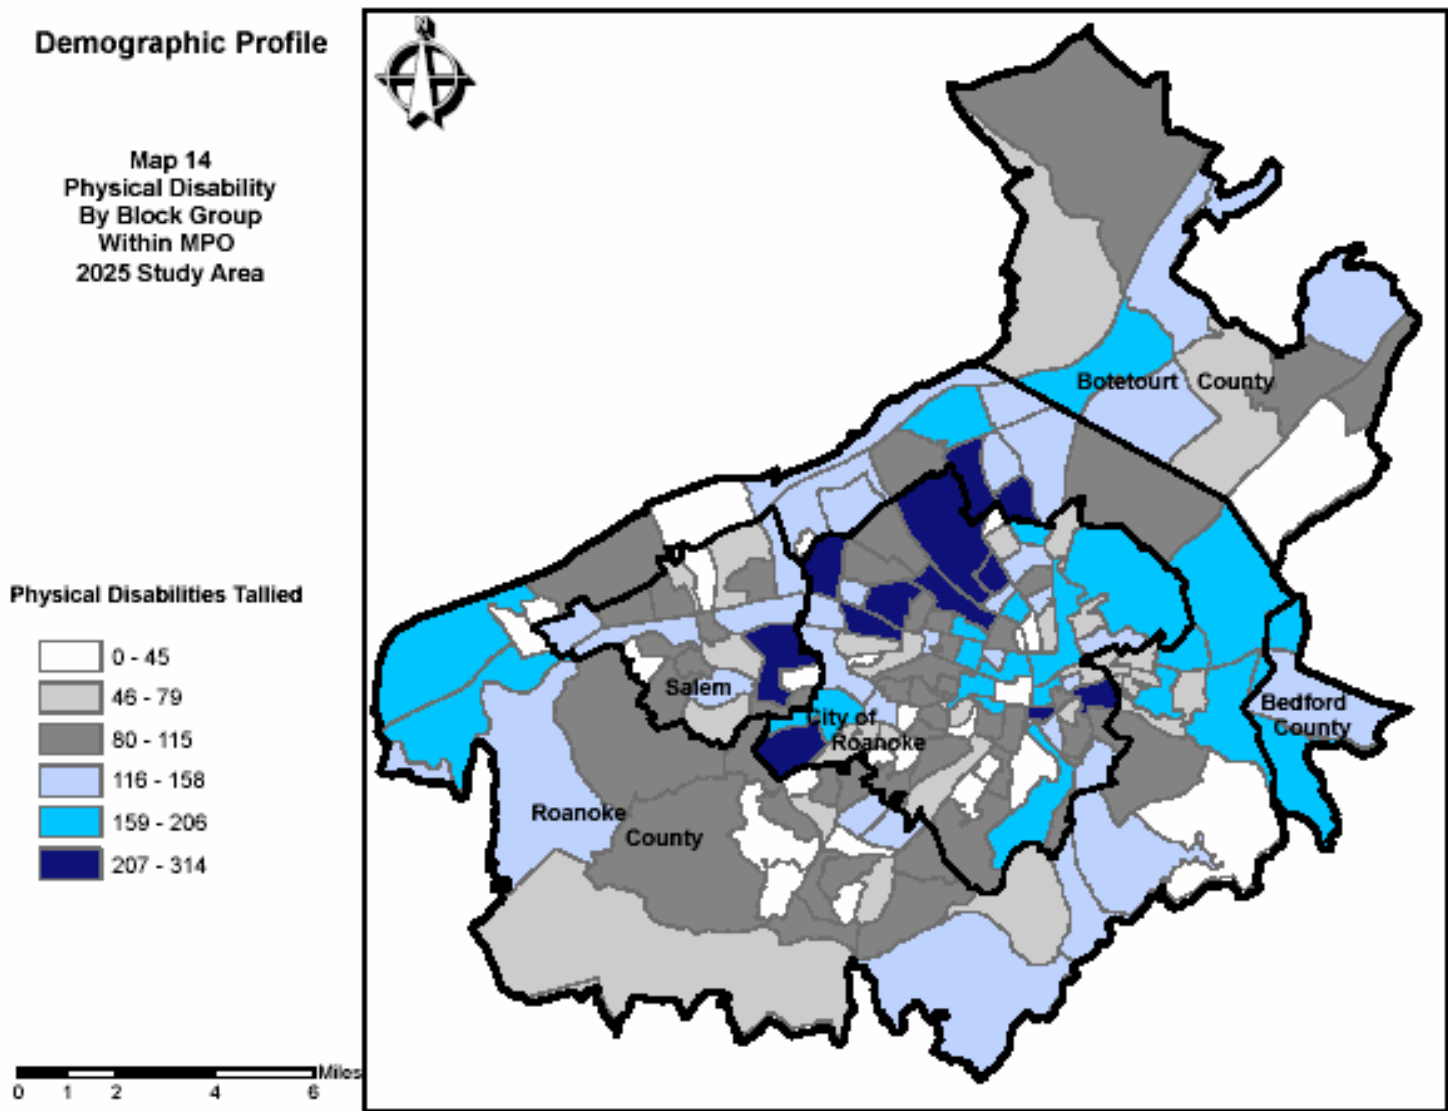 Demographic Profile
Map 14
Physical Disability
By Block Group
Within MPO
2025 Study Area
Physical Disabilities Tallied
0 - 45
46 - 79
80 - 115
116 - 158
159 - 206
207 - 314
Miles
0 1 2 4 6
N
Botetourt County
Salem
City of
Roanoke
Bedford
County
Roanoke
County